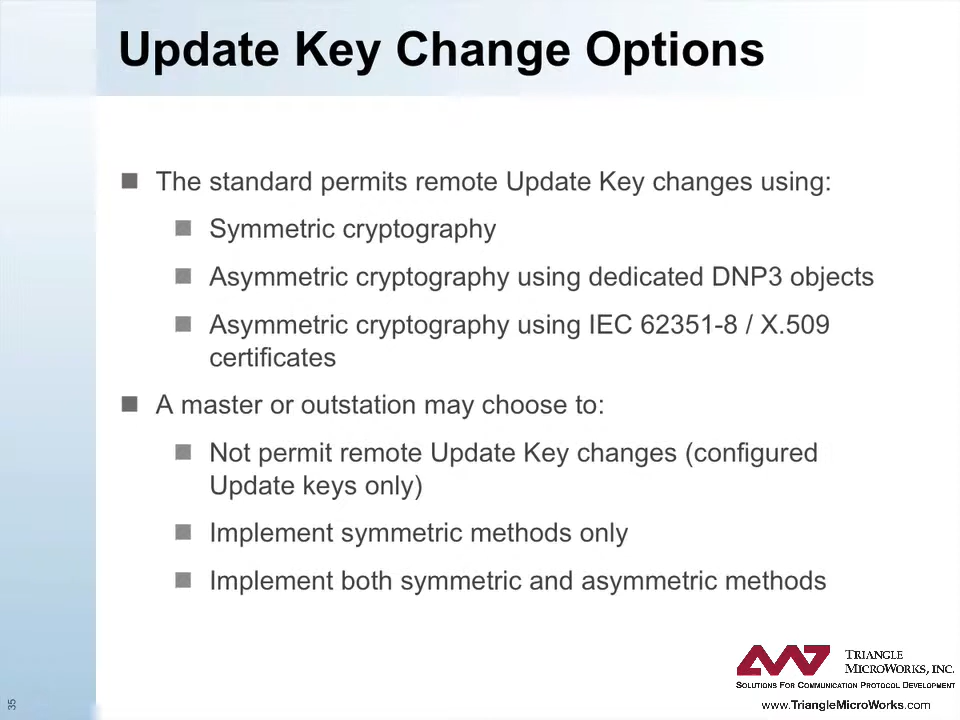 Update Key Change Options
The standard permits remote Update Key changes using:
Symmetric cryptography
Asymmetric cryptography using dedicated DNP3 objects
Asymmetric cryptography using IEC 62351-8 / X.509
certificates
A master or outstation may choose to:
Not permit remote Update Key changes (configured
Update keys only)
Implement symmetric methods only
Implement both symmetric and asymmetric methods
TRIANGLE
MICROWORKS, INC.
SOLUTIONS FOR COMMUNICATION PROTOCOL DEVELOPMENT
www.TriangleMicroWorks.com
35